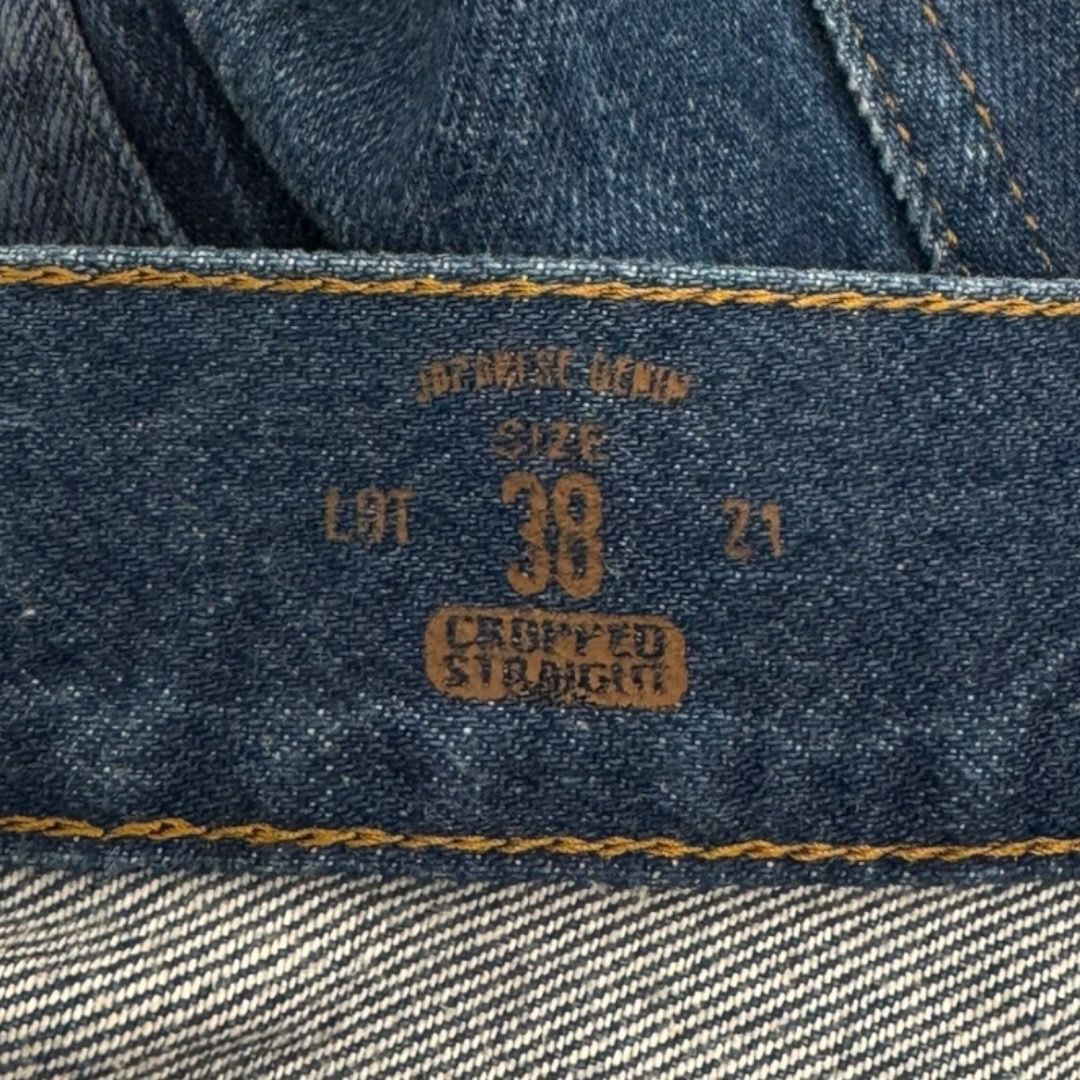 JAPANESE DENIM
SIZE
LOT 38 21
CROPPED
STRAIGHT